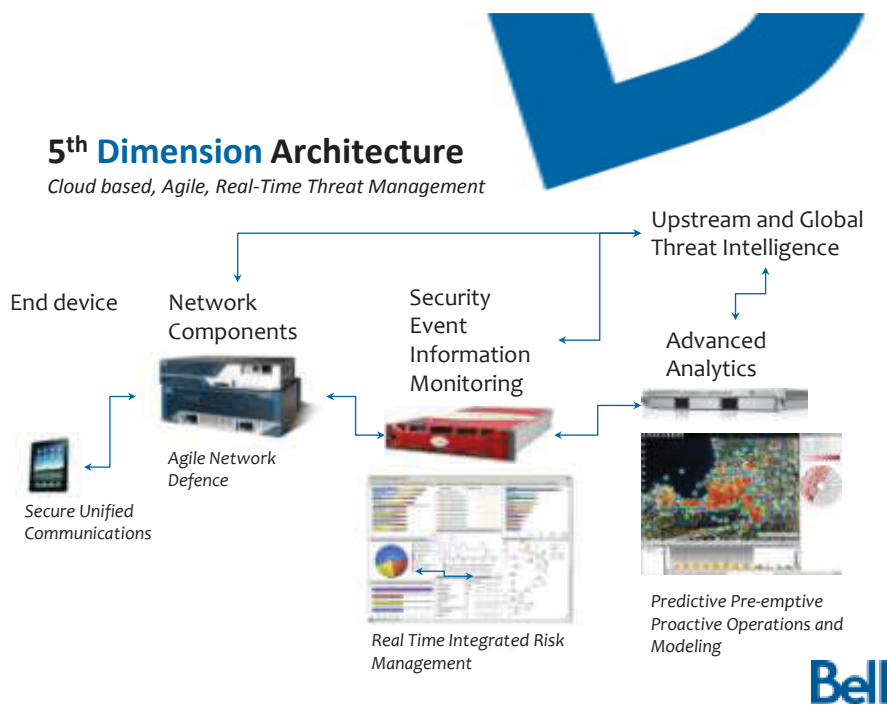 5th Dimension Architecture
Cloud based, Agile, Real-Time Threat Management
Upstream and Global
Threat Intelligence
End device
Network
Components
Security
Event
Information
Monitoring
Advanced
Analytics
Agile Network
Defence
Secure Unified
Communications
Real Time Integrated Risk
Management
Predictive Pre-emptive
Proactive Operations and
Modeling
Bell